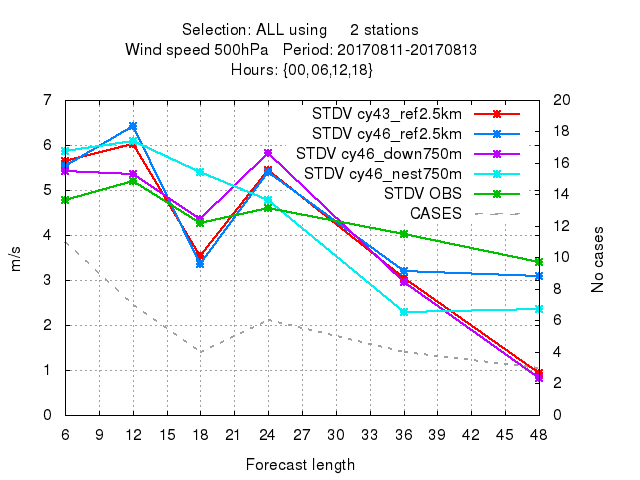 Selection: ALL using 2 stations
Wind speed 500hPa Period: 20170811-20170813
Hours: {00,06,12,18}
STDV cy43_ref2.5km
STDV cy46_ref2.5km
STDV cy46_down750m
STDV cy46_nest750m
STDV OBS
CASES
7
6
5
4
3
2
1
0
m/s
20
18
16
14
12
10
8
6
4
2
0
No cases
6 9 12 15 18 21 24 27 30 33 36 39 42 45 48
Forecast length